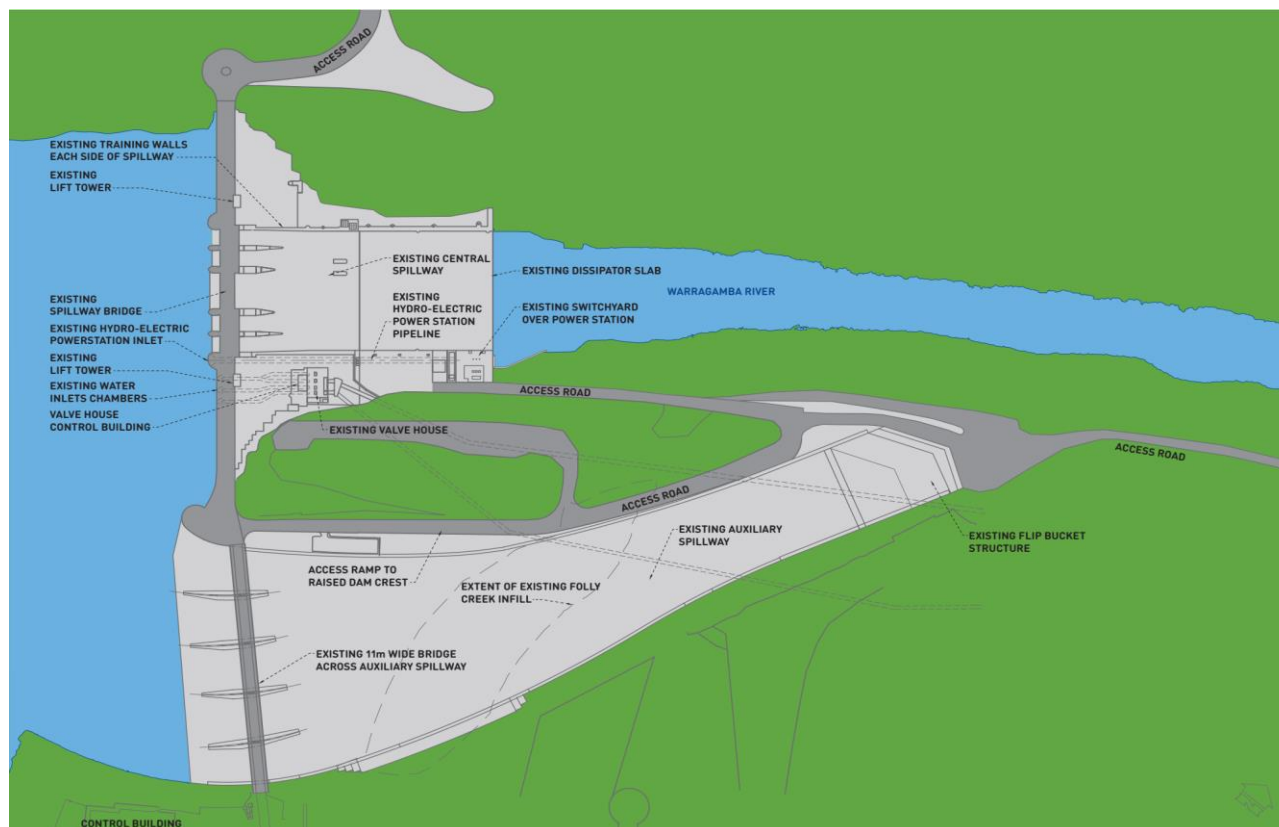 ACCESS ROAD
EXISTING TRAINING WALLS
EACH SIDE OF SPILLWAY
EXISTING
LIFT TOWER
EXISTING CENTRAL
SPILLWAY
EXISTING DISSIPATOR SLAB
WARRAGAMBA RIVER
EXISTING
SPILLWAY BRIDGE
EXISTING
HYDRO-ELECTRIC
POWER STATION
PIPELINE
EXISTING SWITCHYARD
OVER POWER STATION
EXISTING HYDRO-ELECTRIC
POWERSTATION INLET
EXISTING
LIFT TOWER
EXISTING WATER
INLETS CHAMBERS
VALVE HOUSE
CONTROL BUILDING
ACCESS ROAD
EXISTING VALVE HOUSE
ACCESS ROAD
ACCESS ROAD
EXISTING AUXILIARY
SPILLWAY
EXISTING FLIP BUCKET
STRUCTURE
ACCESS RAMP TO
RAISED DAM CREST
EXTENT OF EXISTING FOLLY
CREEK INFILL
EXISTING 11m WIDE BRIDGE
ACROSS AUXILIARY SPILLWAY
CONTROL BUILDING